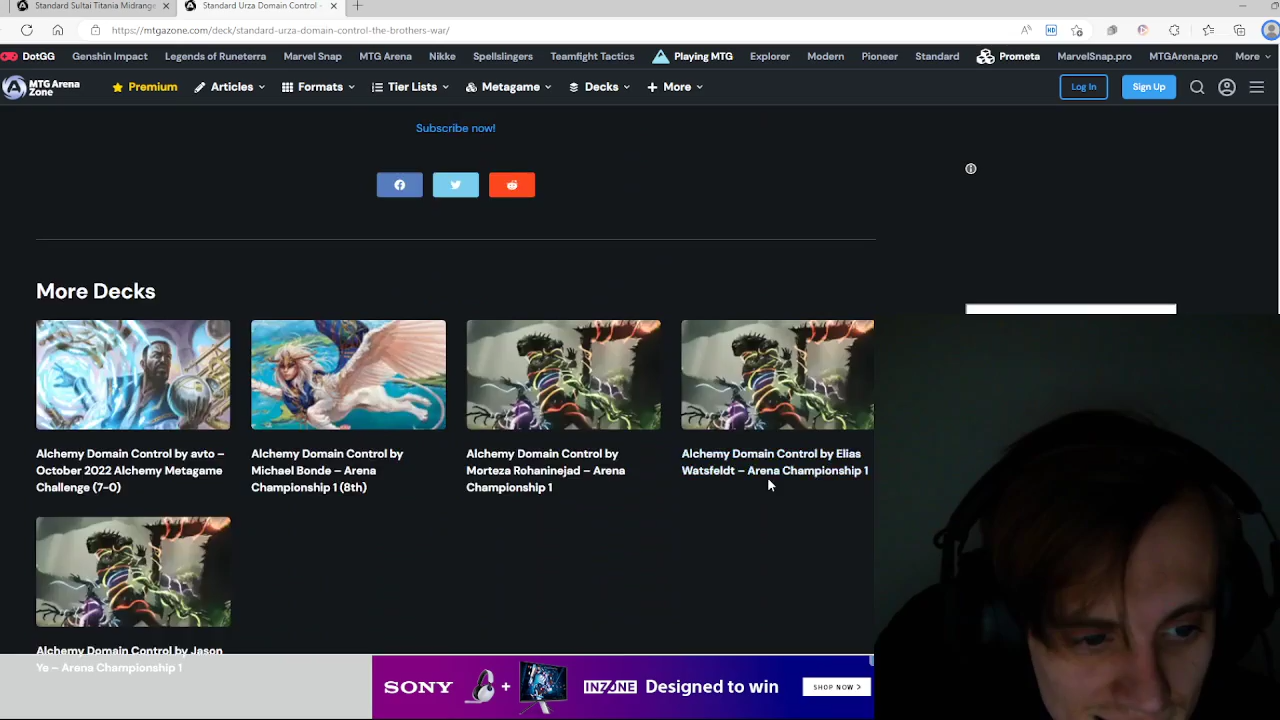 Standard Sultai Titania Midrange
Standard Urza Domain Control -
https://mtgazone.com/deck/standard-urza-domain-control-the-brothers-war/
DotGG Genshin Impact Legends of Runeterra Marvel Snap MTG Arena Nikke Spellslingers Teamfight Tactics Playing MTG Explorer Modern Pioneer Standard Prometa MarvelSnap.pro MTGArena.pro More
MTG Arena
Zone
Premium Articles Formats Tier Lists Metagame Decks More Log In Sign Up
Subscribe now!
More Decks
Alchemy Domain Control by avto –
October 2022 Alchemy Metagame
Challenge (7-0)
Alchemy Domain Control by
Michael Bonde – Arena
Championship 1 (8th)
Alchemy Domain Control by
Morteza Rohaninejad – Arena
Championship 1
Alchemy Domain Control by Elias
Watsfeldt – Arena Championship 1
Alchemy Domain Control by Jason
Ye – Arena Championship 1
SONY + INZONE Designed to win SHOP NOW >